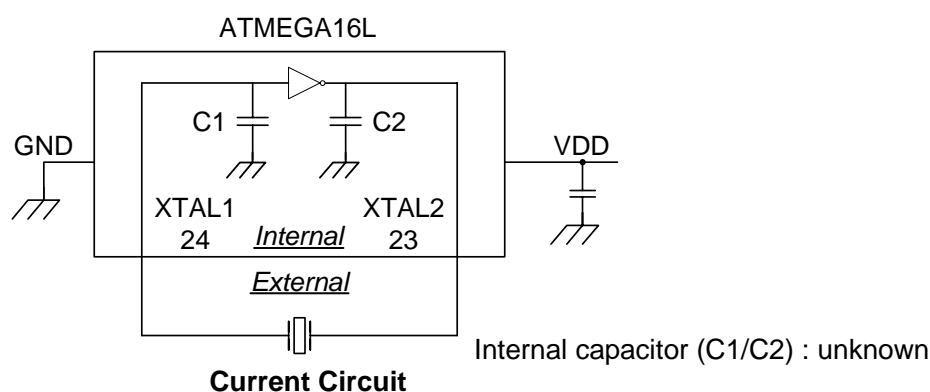 ATMEGA16L
C1 C2
GND VDD
XTAL1 XTAL2
24 Internal 23
External
Internal capacitor (C1/C2) : unknown
Current Circuit